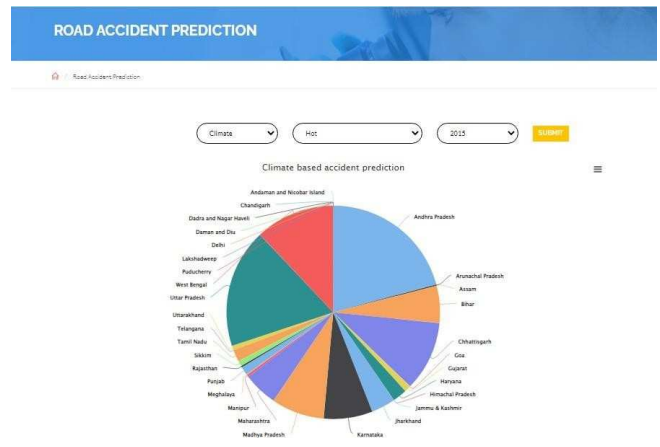 ROAD ACCIDENT PREDICTION
Road Accident Prediction
Climate
Hot
2015
SUBMIT
Climate based accident prediction
Andaman and Nicobar Island
Chandigarh
Dadra and Nagar Haveli
Daman and Diu
Delhi
Lakshadweep
Puducherry
West Bengal
Uttar Pradesh
Uttarakhand
Telangana
Tamil Nadu
Sikkim
Rajasthan
Punjab
Meghalaya
Manipur
Maharashtra
Madhya Pradesh
Karnataka
Jharkhand
Jammu & Kashmir
Himachal Pradesh
Haryana
Gujarat
Goa
Chhattisgarh
Bihar
Assam
Arunachal Pradesh
Andhra Pradesh